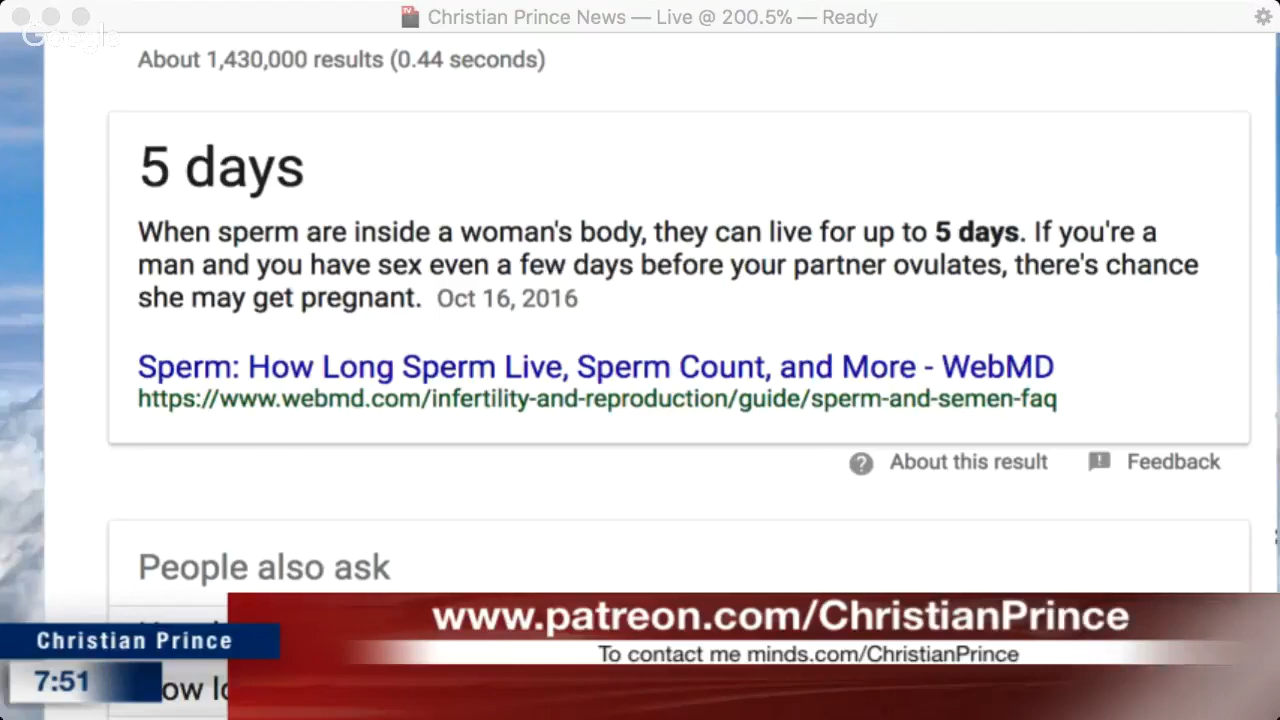 Christian Prince News — Live @ 200.5% — Ready
Google
About 1,430,000 results (0.44 seconds)
5 days
When sperm are inside a woman's body, they can live for up to 5 days. If you're a
man and you have sex even a few days before your partner ovulates, there's chance
she may get pregnant. Oct 16, 2016
Sperm: How Long Sperm Live, Sperm Count, and More - WebMD
https://www.webmd.com/infertility-and-reproduction/guide/sperm-and-semen-faq
About this result Feedback
People also ask
www.patreon.com/ChristianPrince
Christian Prince
To contact me minds.com/ChristianPrince
7:51